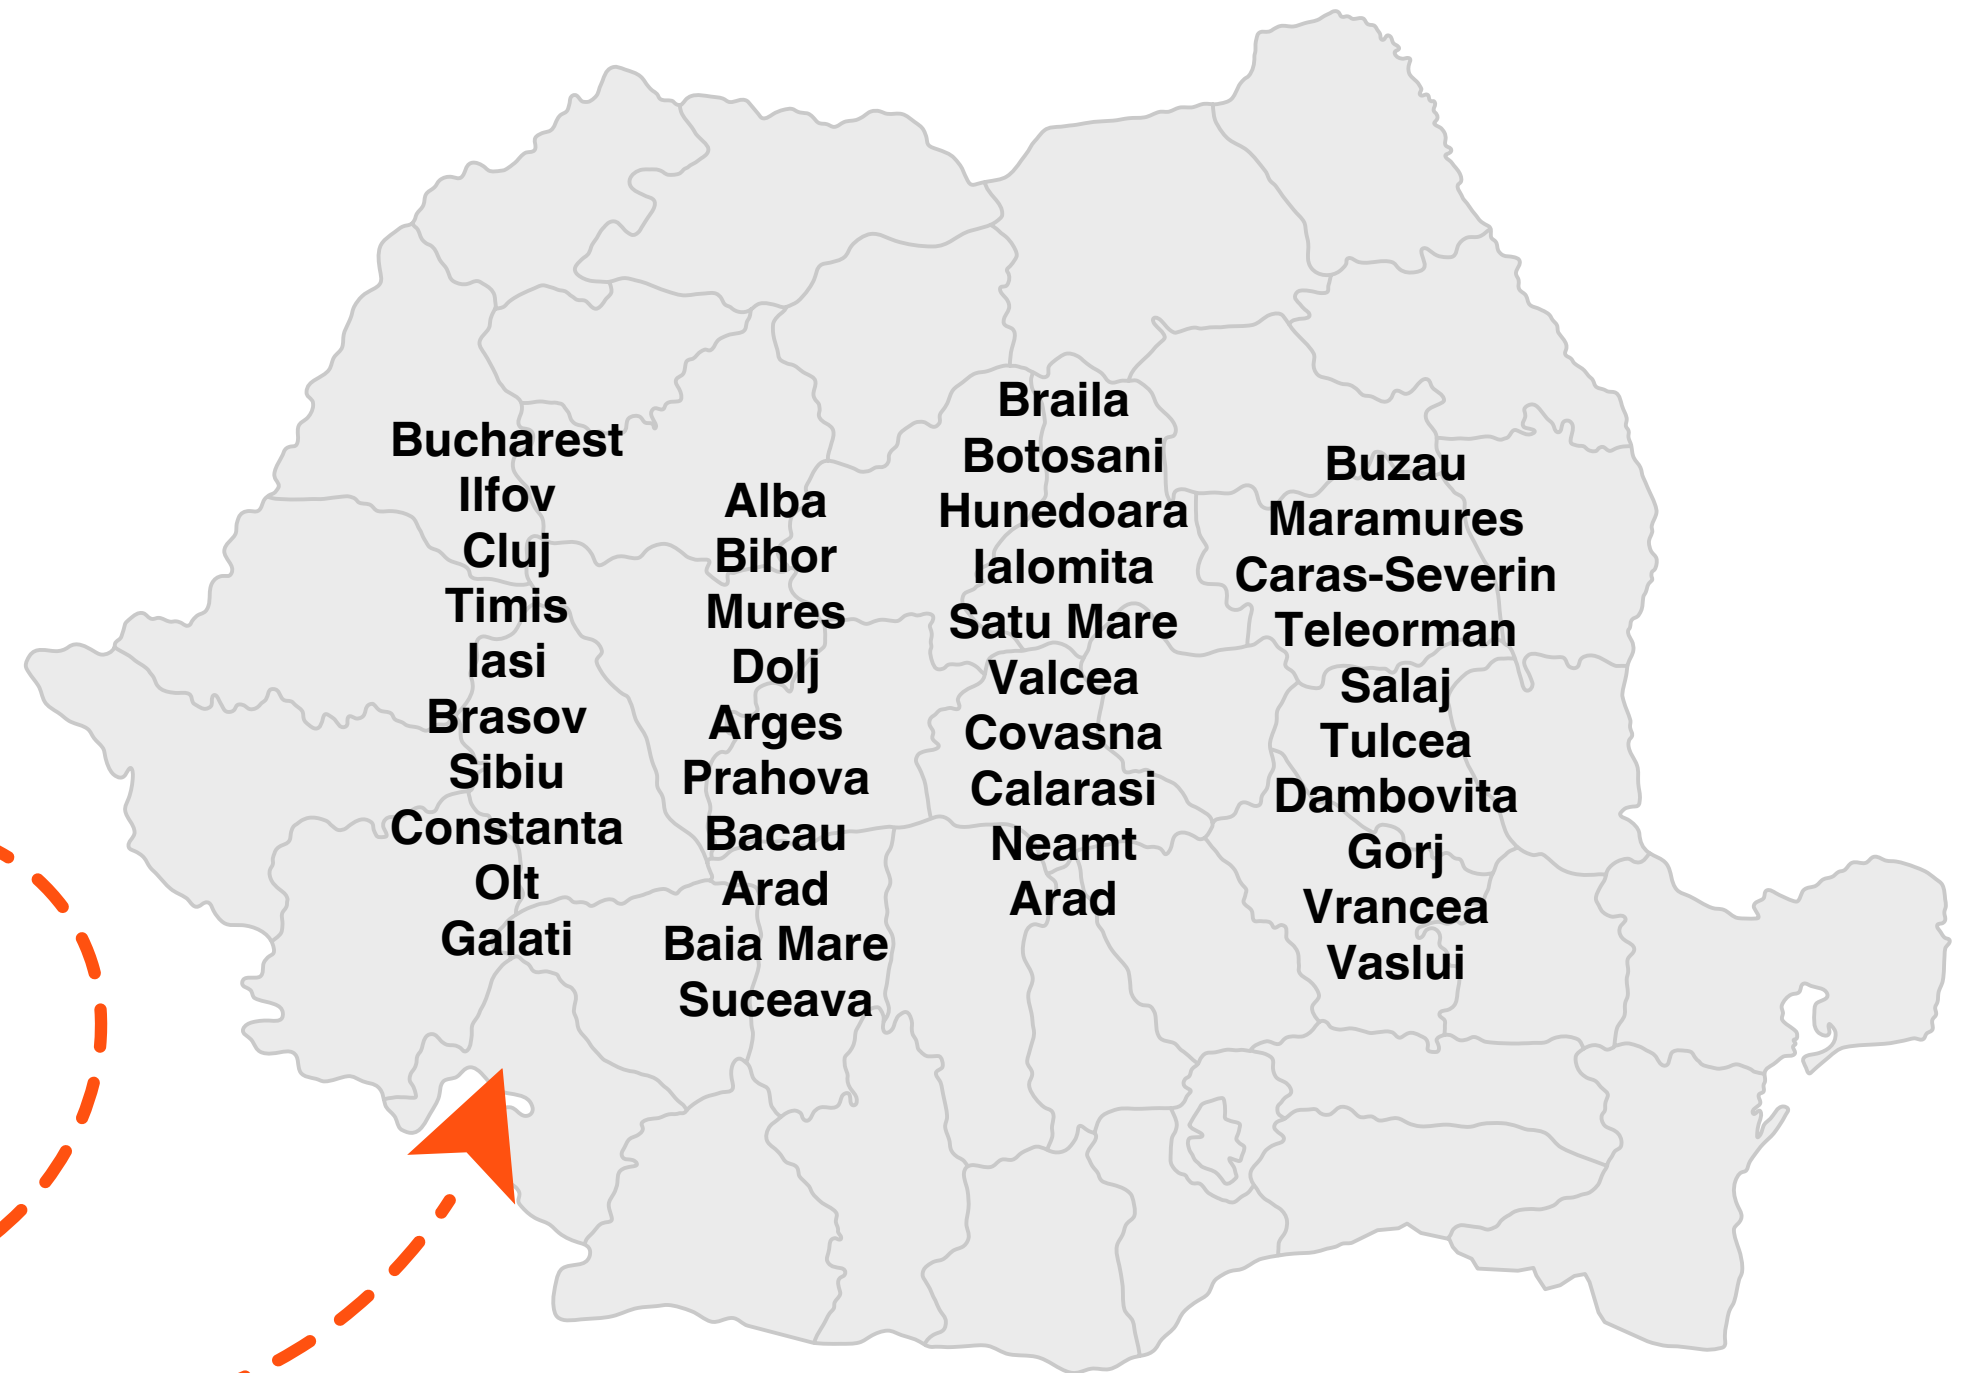 Bucharest
Ilfov
Cluj
Timis
Iasi
Brasov
Sibiu
Constanta
Olt
Galati
Alba
Bihor
Mures
Dolj
Arges
Prahova
Bacau
Arad
Baia Mare
Suceava
Braila
Botosani
Hunedoara
Ialomita
Satu Mare
Valcea
Covasna
Calarasi
Neamt
Arad
Buzau
Maramures
Caras-Severin
Teleorman
Salaj
Tulcea
Dambovita
Gorj
Vrancea
Vaslui